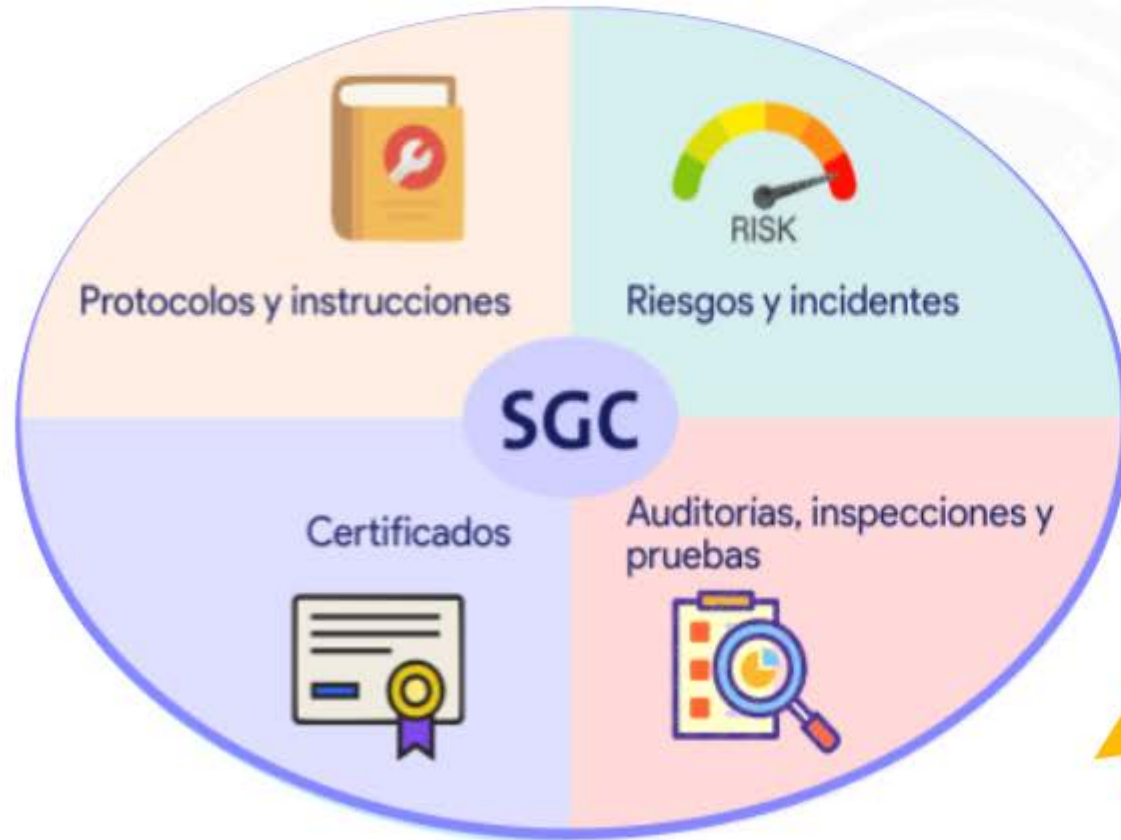 RISK
Protocolos y instrucciones
Riesgos y incidentes
SGC
Certificados
Auditorias, inspecciones y
pruebas